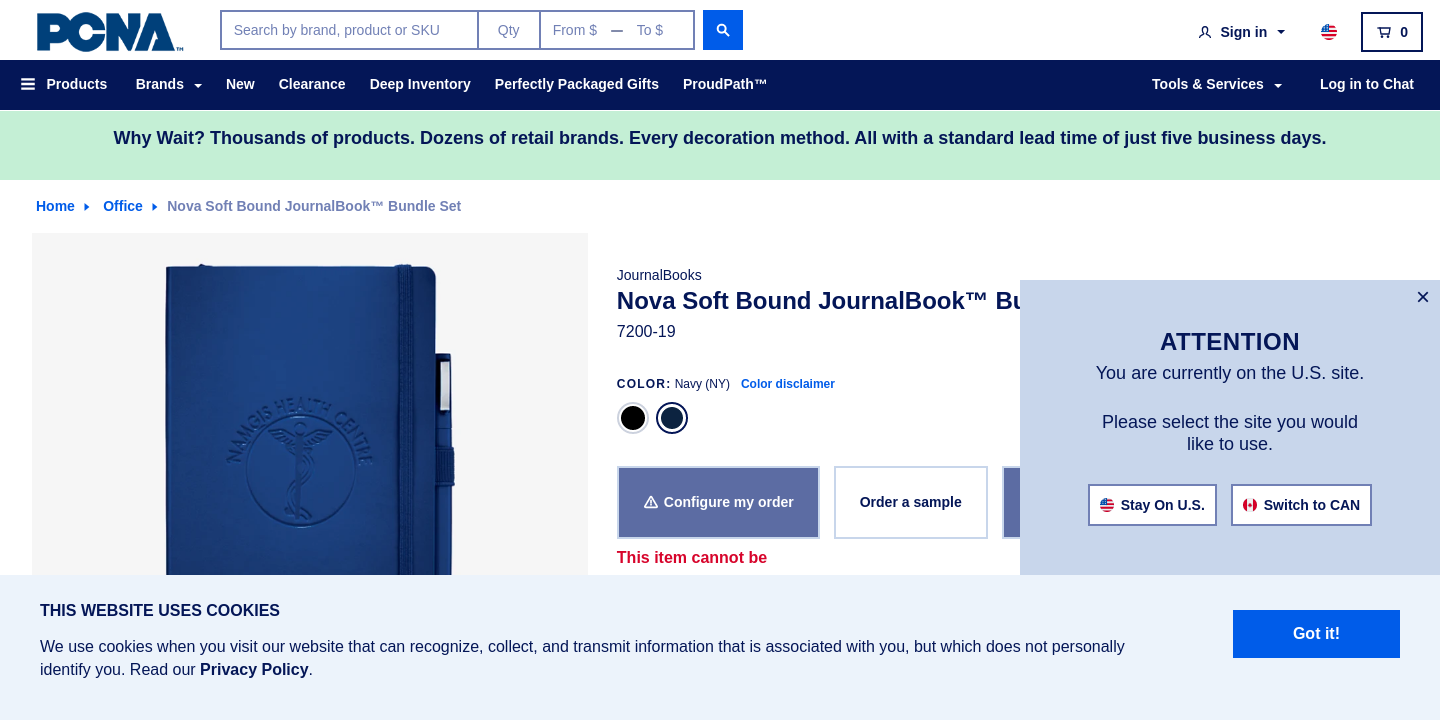 PCNA™
Search by brand, product or SKU
Qty
From $ — To $
Sign in
0
Products
Brands
New
Clearance
Deep Inventory
Perfectly Packaged Gifts
ProudPath™
Tools & Services
Log in to Chat
Why Wait? Thousands of products. Dozens of retail brands. Every decoration method. All with a standard lead time of just five business days.
Home
Office
Nova Soft Bound JournalBook™ Bundle Set
NAMGIS HEALTH CENTRE
JournalBooks
Nova Soft Bound JournalBook™ Bu
7200-19
COLOR: Navy (NY) Color disclaimer
Configure my order
Order a sample
This item cannot be
×
ATTENTION
You are currently on the U.S. site.
Please select the site you would
like to use.
Stay On U.S.
Switch to CAN
THIS WEBSITE USES COOKIES
We use cookies when you visit our website that can recognize, collect, and transmit information that is associated with you, but which does not personally
identify you. Read our Privacy Policy.
Got it!